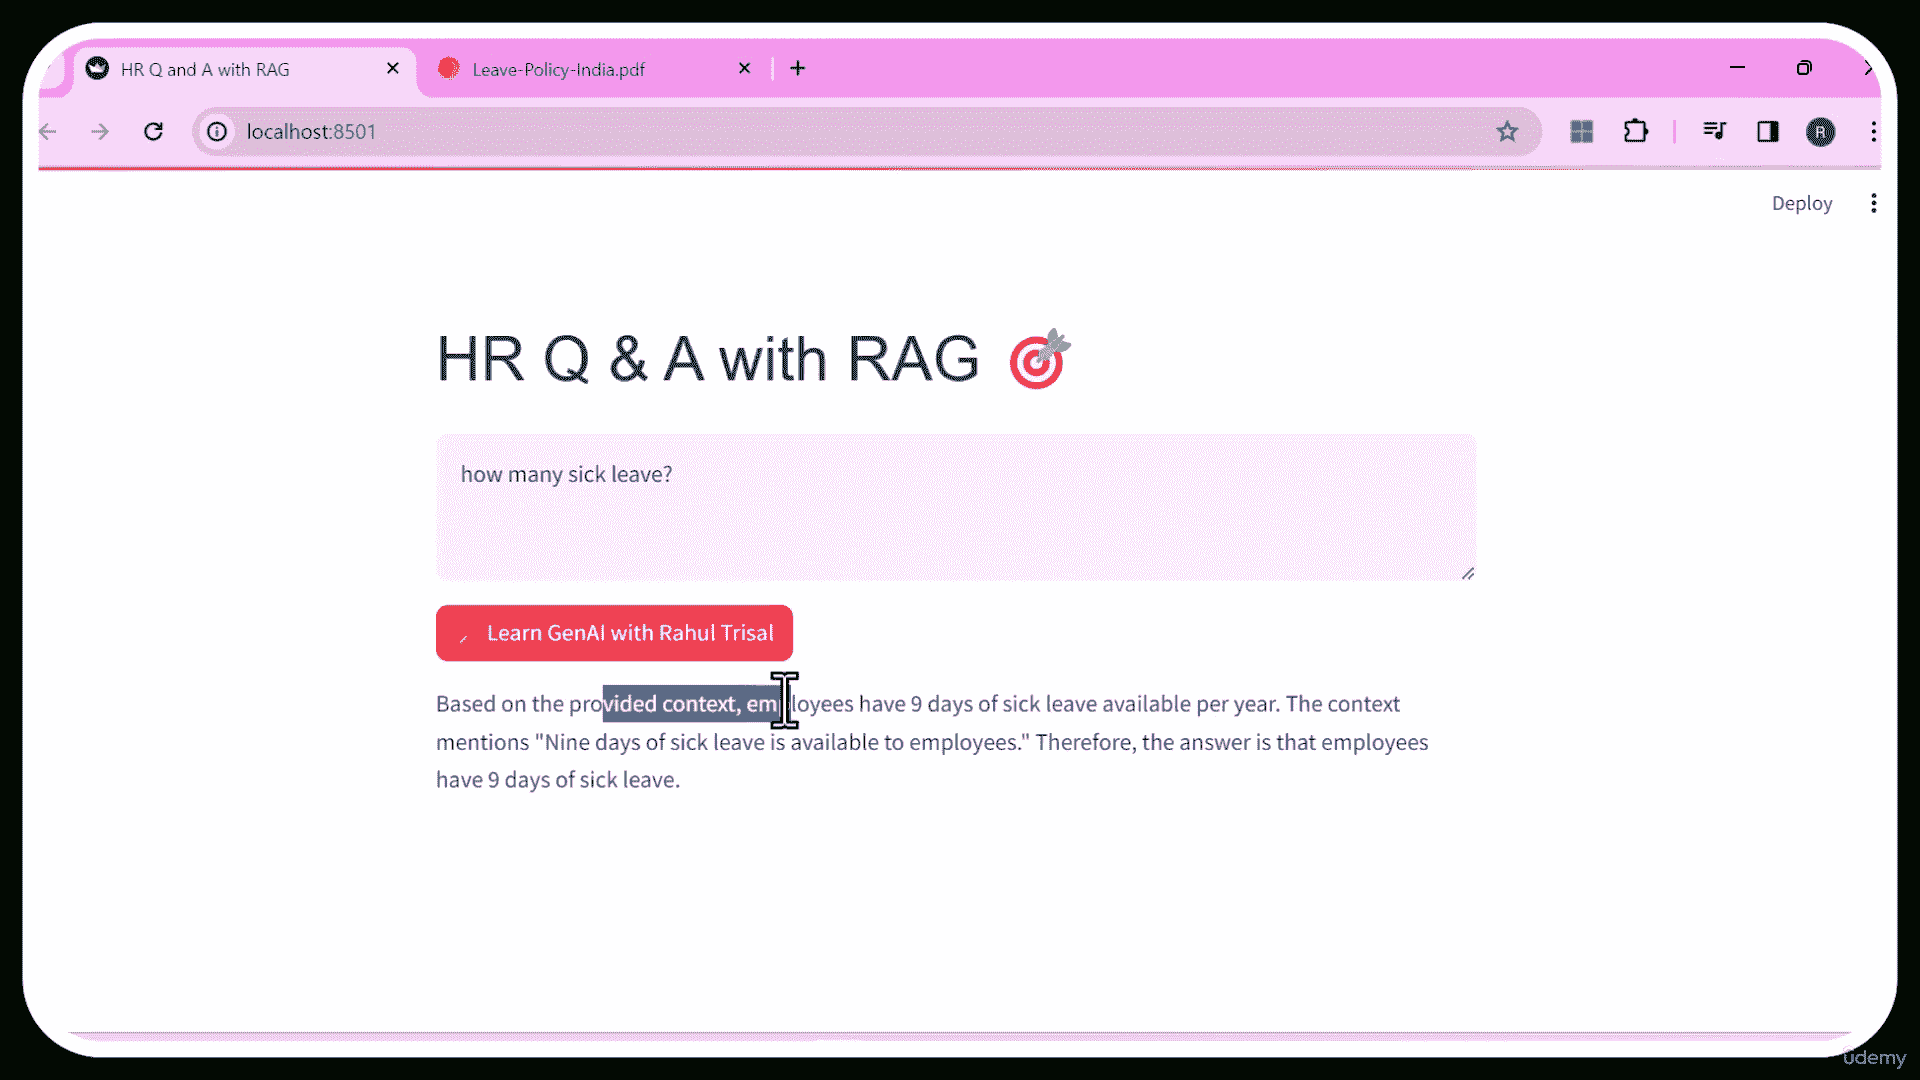 HR Q and A with RAG
Leave-Policy-India.pdf
localhost:8501
R
Deploy
HR Q & A with RAG
how many sick leave?
Learn GenAI with Rahul Trisal
Based on the provided context, employees have 9 days of sick leave available per year. The context
mentions "Nine days of sick leave is available to employees." Therefore, the answer is that employees
have 9 days of sick leave.
ûdemy